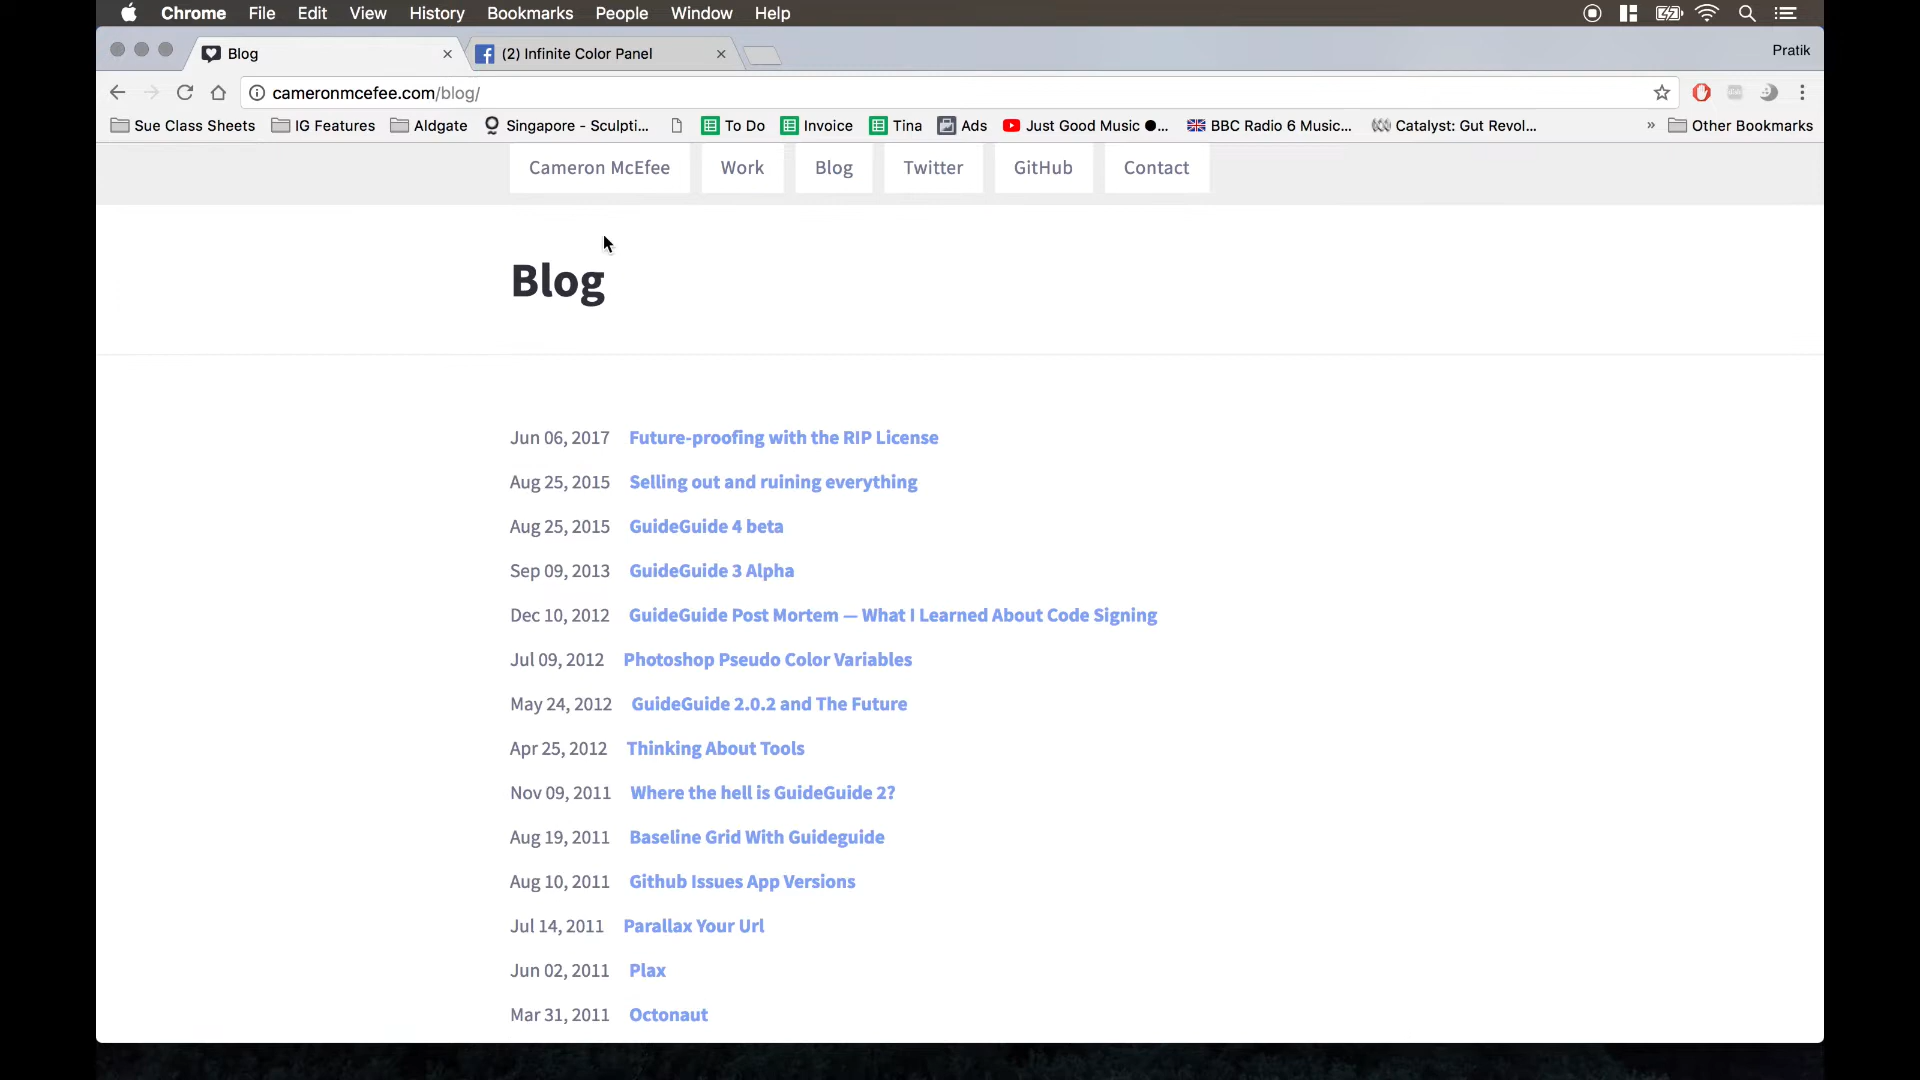 Chrome File Edit View History Bookmarks People Window Help
Blog (2) Infinite Color Panel Pratik
cameronmcefee.com/blog/
Sue Class Sheets IG Features Aldgate Singapore - Sculpti... To Do Invoice Tina Ads Just Good Music ●... BBC Radio 6 Music... Catalyst: Gut Revol... » Other Bookmarks
Cameron McEfee Work Blog Twitter GitHub Contact
Blog
Jun 06, 2017 Future-proofing with the RIP License
Aug 25, 2015 Selling out and ruining everything
Aug 25, 2015 GuideGuide 4 beta
Sep 09, 2013 GuideGuide 3 Alpha
Dec 10, 2012 GuideGuide Post Mortem — What I Learned About Code Signing
Jul 09, 2012 Photoshop Pseudo Color Variables
May 24, 2012 GuideGuide 2.0.2 and The Future
Apr 25, 2012 Thinking About Tools
Nov 09, 2011 Where the hell is GuideGuide 2?
Aug 19, 2011 Baseline Grid With Guideguide
Aug 10, 2011 Github Issues App Versions
Jul 14, 2011 Parallax Your Url
Jun 02, 2011 Plax
Mar 31, 2011 Octonaut